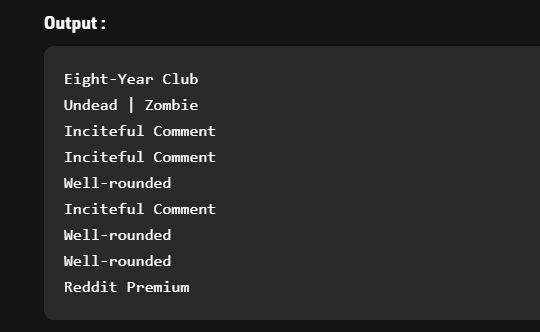 Output :
Eight-Year Club
Undead | Zombie
Inciteful Comment
Inciteful Comment
Well-rounded
Inciteful Comment
Well-rounded
Well-rounded
Reddit Premium